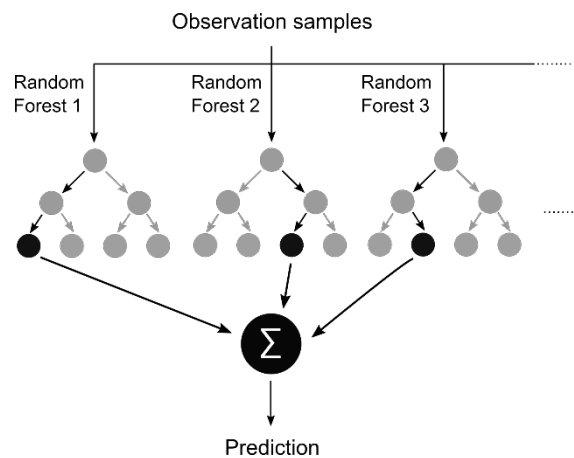 Observation samples
Random
Forest 1
Random
Forest 2
Random
Forest 3
Σ
Prediction